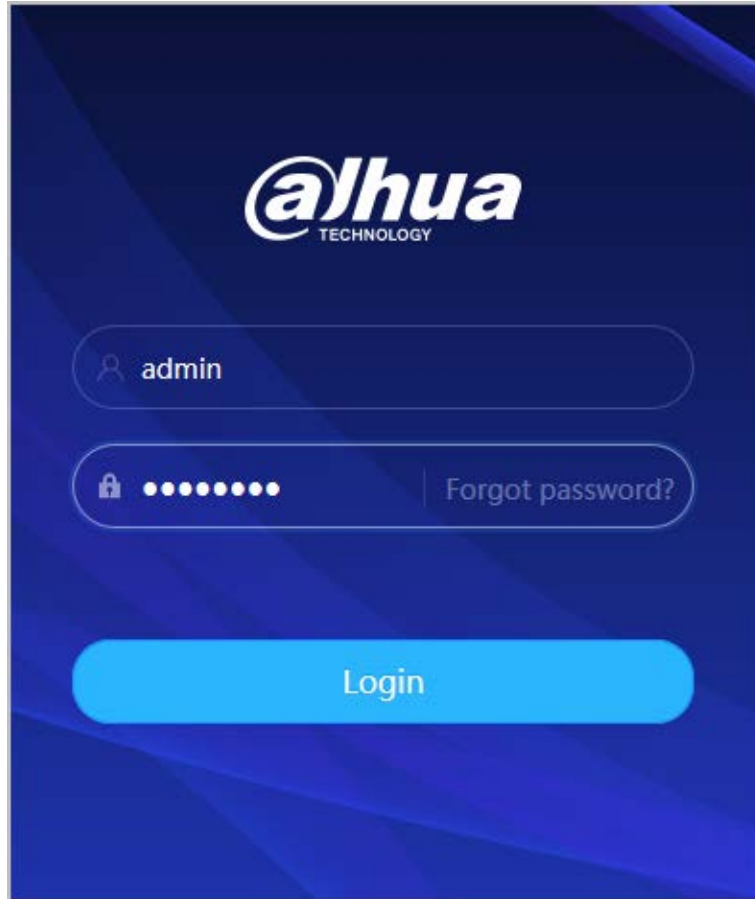 alhua
TECHNOLOGY
admin
••••••••
Forgot password?
Login